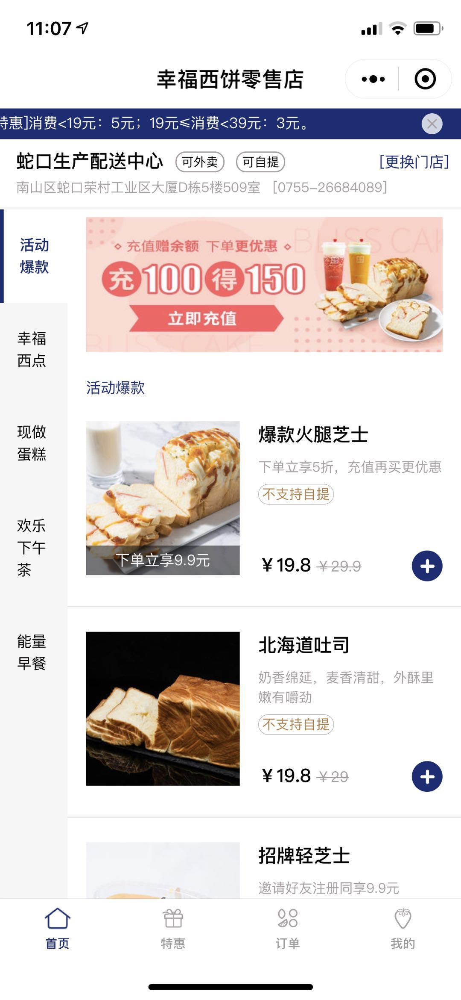 11:07
幸福西饼零售店
特惠]消费<19元：5元；19元≤消费<39元：3元。
蛇口生产配送中心 可外卖 可自提 [更换门店]
南山区蛇口荣村工业区大厦D栋5楼509室 [0755-26684089]
活动
爆款
幸福
西点
现做
蛋糕
欢乐
下午
茶
能量
早餐
BLISS CAKE
充值赠余额 下单更优惠
充100得150
立即充值
BLISS CAKE
活动爆款
下单立享9.9元
爆款火腿芝士
下单立享5折，充值再买更优惠
不支持自提
¥19.8 ¥29.9
北海道吐司
奶香绵延，麦香清甜，外酥里
嫩有嚼劲
不支持自提
¥19.8 ¥29
招牌轻芝士
邀请好友注册同享9.9元
首页 特惠 订单 我的